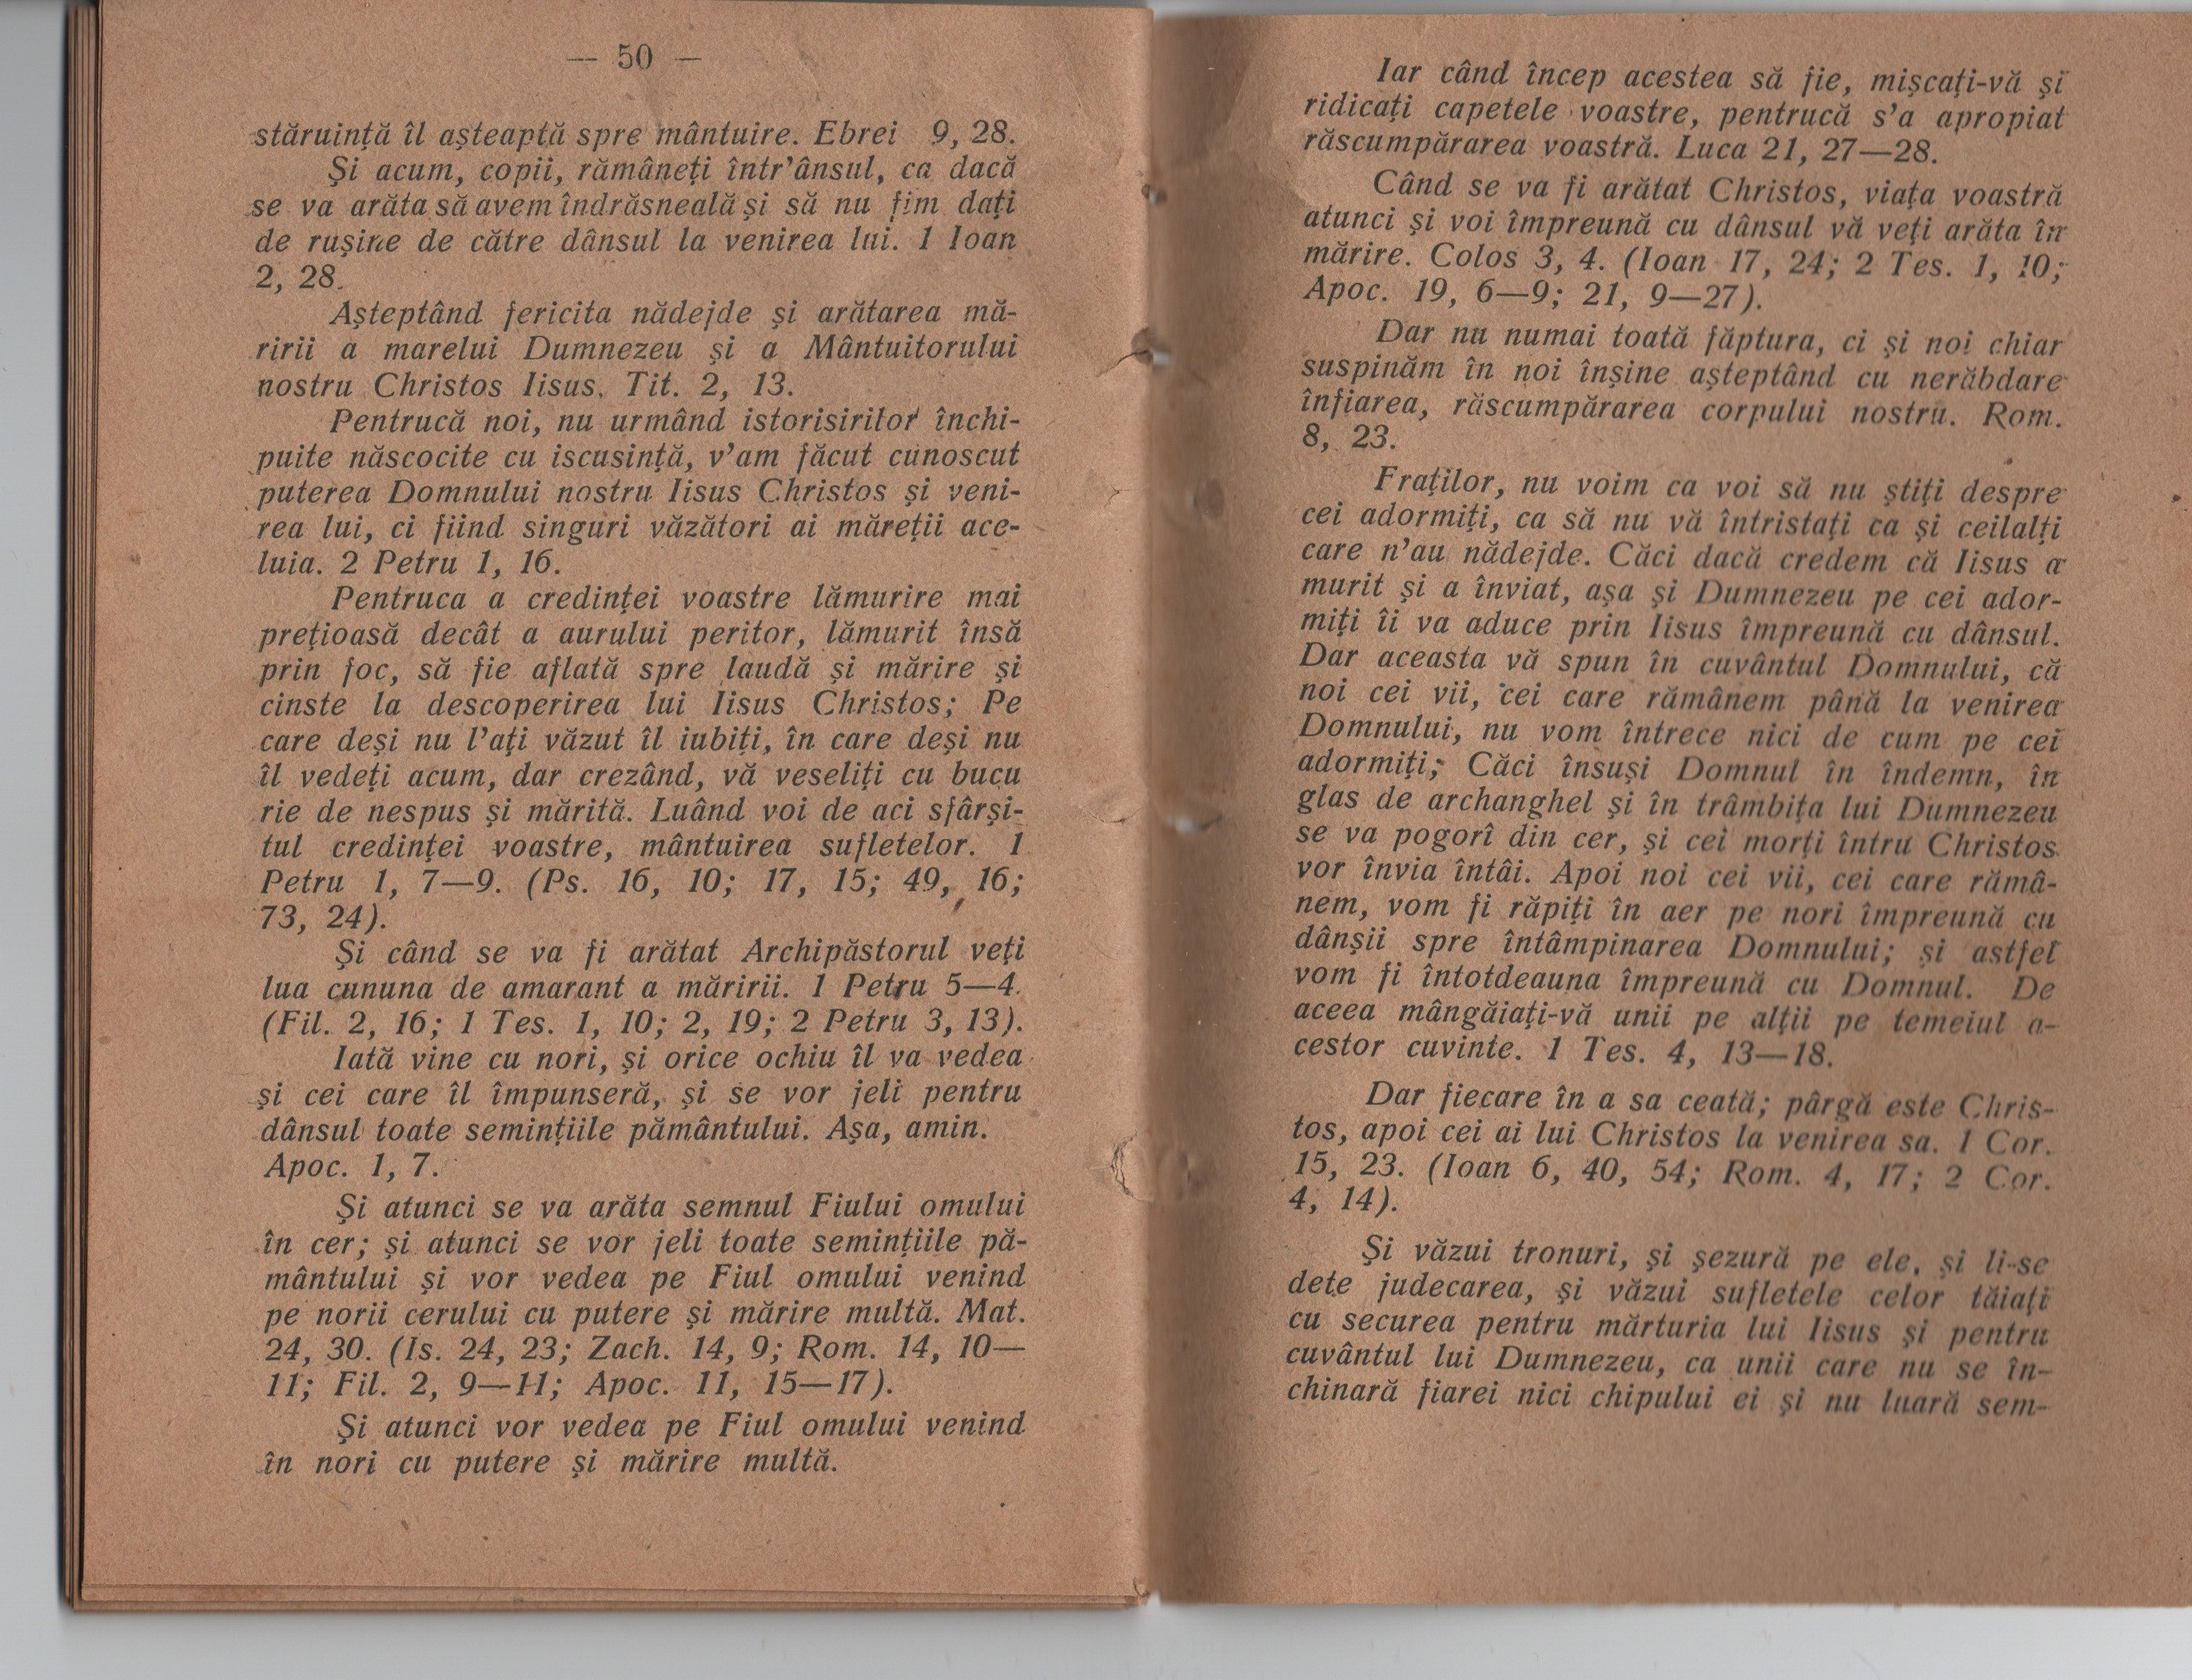 — 50 —
stăruință îl așteaptă spre mântuire. Ebrei 9, 28.
Și acum, copii, rămâneți într'ânsul, ca dacă
se va arăta să avem îndrăsneală și să nu fim dați
de rușine de către dânsul la venirea lui. 1 Ioan
2, 28.
Așteptând fericita nădejde și arătarea mă-
ririi a marelui Dumnezeu și a Mântuitorului
nostru Christos Iisus. Tit. 2, 13.
Pentrucă noi, nu urmând istorisirilor închi-
puite născocite cu iscusință, v'am făcut cunoscut
puterea Domnului nostru Iisus Christos și veni-
rea lui, ci fiind singuri văzători ai măreții ace-
luia. 2 Petru 1, 16.
Pentruca a credinței voastre lămurire mai
prețioasă decât a aurului peritor, lămurit însă
prin foc, să fie aflată spre laudă și mărire și
cinste la descoperirea lui Iisus Christos; Pe
care deși nu l'ați văzut îl iubiți, în care deși nu
îl vedeți acum, dar crezând, vă veseliți cu bucu
rie de nespus și mărită. Luând voi de aci sfârși-
tul credinței voastre, mântuirea sufletelor. 1
Petru 1, 7—9. (Ps. 16, 10; 17, 15; 49, 16;
73, 24).
Și când se va fi arătat Archipăstorul veți
lua cununa de amarant a măririi. 1 Petru 5—4.
(Fil. 2, 16; 1 Tes. 1, 10; 2, 19; 2 Petru 3, 13).
Iată vine cu nori, și orice ochiu îl va vedea
și cei care îl împunseră, și se vor jeli pentru
dânsul toate semințiile pământului. Așa, amin.
Apoc. 1, 7.
Și atunci se va arăta semnul Fiului omului
în cer; și atunci se vor jeli toate semințiile pă-
mântului și vor vedea pe Fiul omului venind
pe norii cerului cu putere și mărire multă. Mat.
24, 30. (Is. 24, 23; Zach. 14, 9; Rom. 14, 10—
11; Fil. 2, 9—11; Apoc. 11, 15—17).
Și atunci vor vedea pe Fiul omului venind
în nori cu putere și mărire multă.
Iar când încep acestea să fie, mișcați-vă și
ridicați capetele voastre, pentrucă s'a apropiat
răscumpărarea voastră. Luca 21, 27—28.
Când se va fi arătat Christos, viața voastră
atunci și voi împreună cu dânsul vă veți arăta în
mărire. Colos 3, 4. (Ioan 17, 24; 2 Tes. 1, 10;
Apoc. 19, 6—9; 21, 9—27).
Dar nu numai toată făptura, ci și noi chiar
suspinăm în noi înșine așteptând cu nerăbdare
înfiarea, răscumpărarea corpului nostru. Rom.
8, 23.
Fraților, nu voim ca voi să nu știți despre
cei adormiți, ca să nu vă întristați ca și ceilalți
care n'au nădejde. Căci dacă credem că Iisus a
murit și a înviat, așa și Dumnezeu pe cei ador-
miți îi va aduce prin Iisus împreună cu dânsul.
Dar aceasta vă spun în cuvântul Domnului, că
noi cei vii, cei care rămânem până la venirea
Domnului, nu vom întrece nici de cum pe cei
adormiți; Căci însuși Domnul în îndemn, în
glas de archanghel și în trâmbița lui Dumnezeu
se va pogorî din cer, și cei morți întru Christos
vor învia întâi. Apoi noi cei vii, cei care rămâ-
nem, vom fi răpiți în aer pe nori împreună cu
dânșii spre întâmpinarea Domnului; și astfel
vom fi întotdeauna împreună cu Domnul. De
aceea mângăiați-vă unii pe alții pe temeiul a-
cestor cuvinte. 1 Tes. 4, 13—18.
Dar fiecare în a sa ceată; pârgă este Chris-
tos, apoi cei ai lui Christos la venirea sa. 1 Cor.
15, 23. (Ioan 6, 40, 54; Rom. 4, 17; 2 Cor.
4, 14).
Și văzui tronuri, și șezură pe ele, și li-se
dete judecarea, și văzui sufletele celor tăiați
cu securea pentru mărturia lui Iisus și pentru
cuvântul lui Dumnezeu, ca unii care nu se în-
chinară fiarei nici chipului ei și nu luară sem-